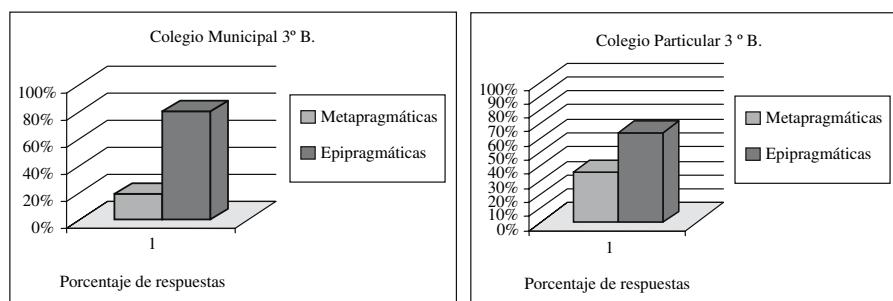 Colegio Municipal 3º B.
100%
80%
60%
40%
20%
0%
1
Metapragmáticas
Epipragmáticas
Porcentaje de respuestas
Colegio Particular 3 º B.
100%
90%
80%
70%
60%
50%
40%
30%
20%
10%
0%
1
Metapragmáticas
Epipragmáticas
Porcentaje de respuestas